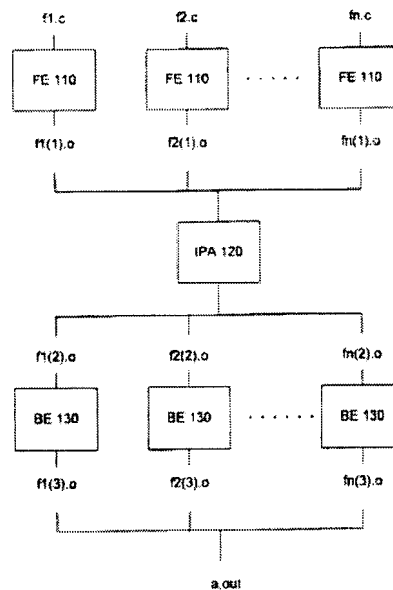 f1.c f2.c fn.c
FE 110 FE 110 . . . . . FE 110
f1(1).o f2(1).o fn(1).o
IPA 120
f1(2).o f2(2).o fn(2).o
BE 130 BE 130 . . . . . . BE 130
f1(3).o f2(3).o fn(3).o
a.out